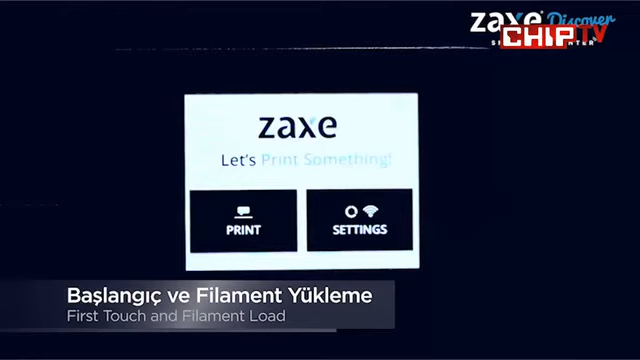 zaxe Discover
CHIP TV
zaxe
Let's Print Something!
PRINT
SETTINGS
Başlangıç ve Filament Yükleme
First Touch and Filament Load